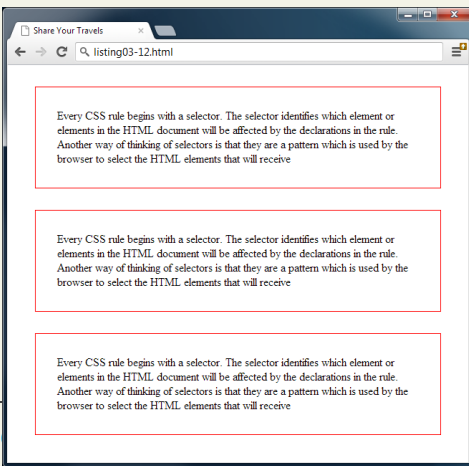 Share Your Travels
listing03-12.html
Every CSS rule begins with a selector. The selector identifies which element or
elements in the HTML document will be affected by the declarations in the rule.
Another way of thinking of selectors is that they are a pattern which is used by the
browser to select the HTML elements that will receive
Every CSS rule begins with a selector. The selector identifies which element or
elements in the HTML document will be affected by the declarations in the rule.
Another way of thinking of selectors is that they are a pattern which is used by the
browser to select the HTML elements that will receive
Every CSS rule begins with a selector. The selector identifies which element or
elements in the HTML document will be affected by the declarations in the rule.
Another way of thinking of selectors is that they are a pattern which is used by the
browser to select the HTML elements that will receive